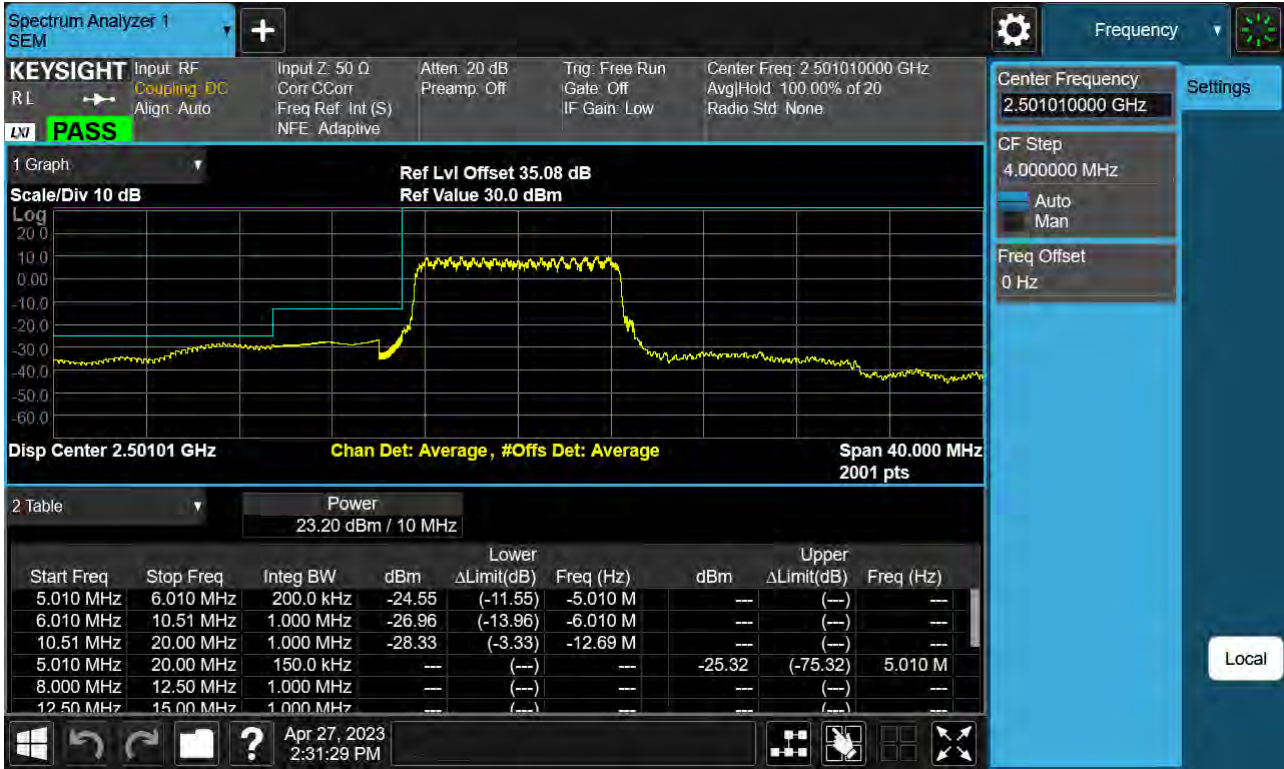 Spectrum Analyzer 1
SEM
Frequency
KEYSIGHT
R L
LXI
PASS
Input: RF
Coupling: DC
Align: Auto
Input Z: 50 Ω
Corr CCorr
Freq Ref: Int (S)
NFE: Adaptive
Atten: 20 dB
Preamp: Off
Trig: Free Run
Gate: Off
IF Gain: Low
Center Freq: 2.501010000 GHz
Avg|Hold: 100.00% of 20
Radio Std: None
Center Frequency
2.501010000 GHz
Settings
CF Step
4.000000 MHz
Auto
Man
Freq Offset
0 Hz
Local
1 Graph
Scale/Div 10 dB
Ref Lvl Offset 35.08 dB
Ref Value 30.0 dBm
Log
20.0
10.0
0.00
-10.0
-20.0
-30.0
-40.0
-50.0
-60.0
Disp Center 2.50101 GHz Chan Det: Average, #Offs Det: Average Span 40.000 MHz
2001 pts
2 Table
Power
23.20 dBm / 10 MHz
Lower Upper
Start Freq Stop Freq Integ BW dBm ΔLimit(dB) Freq (Hz) dBm ΔLimit(dB) Freq (Hz)
5.010 MHz 6.010 MHz 200.0 kHz -24.55 (-11.55) -5.010 M --- (---) ---
6.010 MHz 10.51 MHz 1.000 MHz -26.96 (-13.96) -6.010 M --- (---) ---
10.51 MHz 20.00 MHz 1.000 MHz -28.33 (-3.33) -12.69 M --- (---) ---
5.010 MHz 20.00 MHz 150.0 kHz --- (---) --- -25.32 (-75.32) 5.010 M
8.000 MHz 12.50 MHz 1.000 MHz --- (---) --- --- (---) ---
12.50 MHz 15.00 MHz 1.000 MHz --- (---) --- --- (---) ---
?
Apr 27, 2023
2:31:29 PM